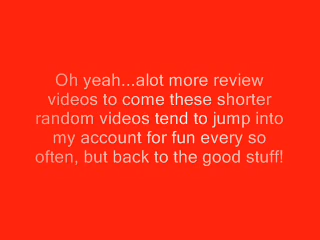 Oh yeah...alot more review
videos to come these shorter
random videos tend to jump into
my account for fun every so
often, but back to the good stuff!